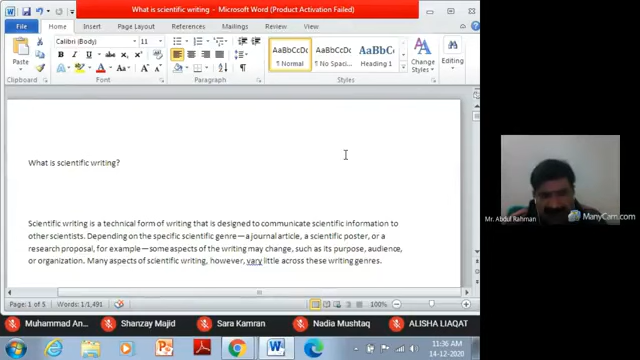 What is scientific writing - Microsoft Word (Product Activation Failed)
File Home Insert Page Layout References Mailings Review View
Paste
Calibri (Body) 11
AaBbCcDc AaBbCcDc AaBbCc
¶ Normal ¶ No Spaci... Heading 1
Change Styles
Editing
Clipboard Font Paragraph Styles
What is scientific writing?
Scientific writing is a technical form of writing that is designed to communicate scientific information to
other scientists. Depending on the specific scientific genre—a journal article, a scientific poster, or a
research proposal, for example—some aspects of the writing may change, such as its purpose, audience,
or organization. Many aspects of scientific writing, however, vary little across these writing genres.
Mr. Abdul Rahman
ManyCam.com
Page: 1 of 5 Words: 1/1,491 100%
Muhammad An... Shanzay Majid Sara Kamran Nadia Mushtaq ALISHA LIAQAT
11:36 AM
14-12-2020